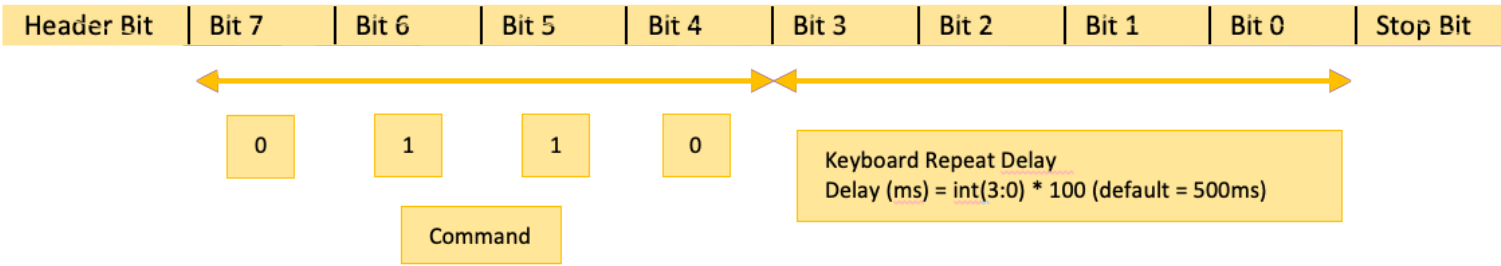 Header Bit Bit 7 Bit 6 Bit 5 Bit 4 Bit 3 Bit 2 Bit 1 Bit 0 Stop Bit
0 1 1 0
Keyboard Repeat Delay
Delay (ms) = int(3:0) * 100 (default = 500ms)
Command